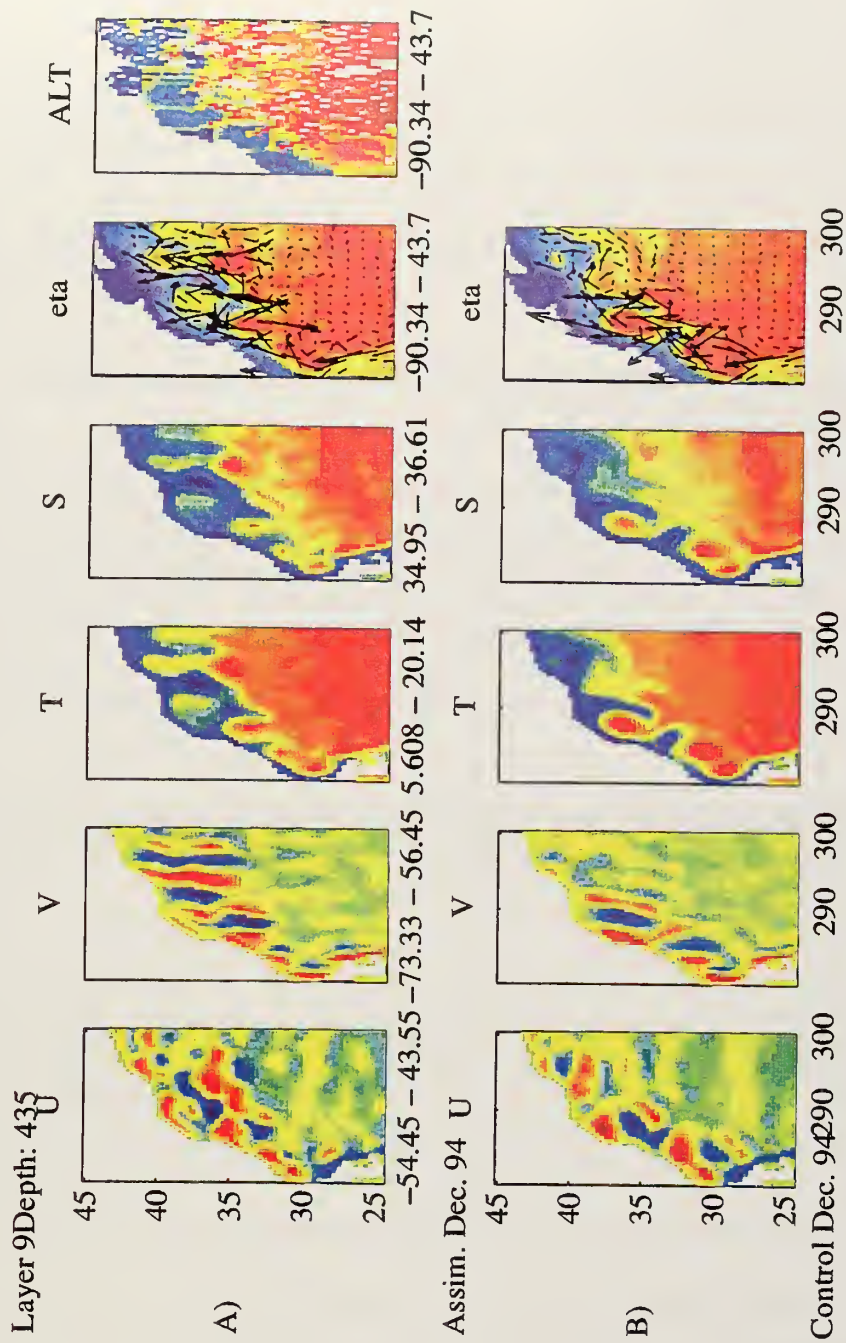 Layer 9Depth: 435
U V T S eta ALT
45
40
35
30
25
A)
−54.45 − 43.55 −73.33 − 56.45 5.608 − 20.14 34.95 − 36.61 −90.34 − 43.7 −90.34 − 43.7
Assim. Dec. 94 U V T S eta
45
40
35
30
25
B)
290 300 290 300 290 300 290 300 290 300
Control Dec. 94